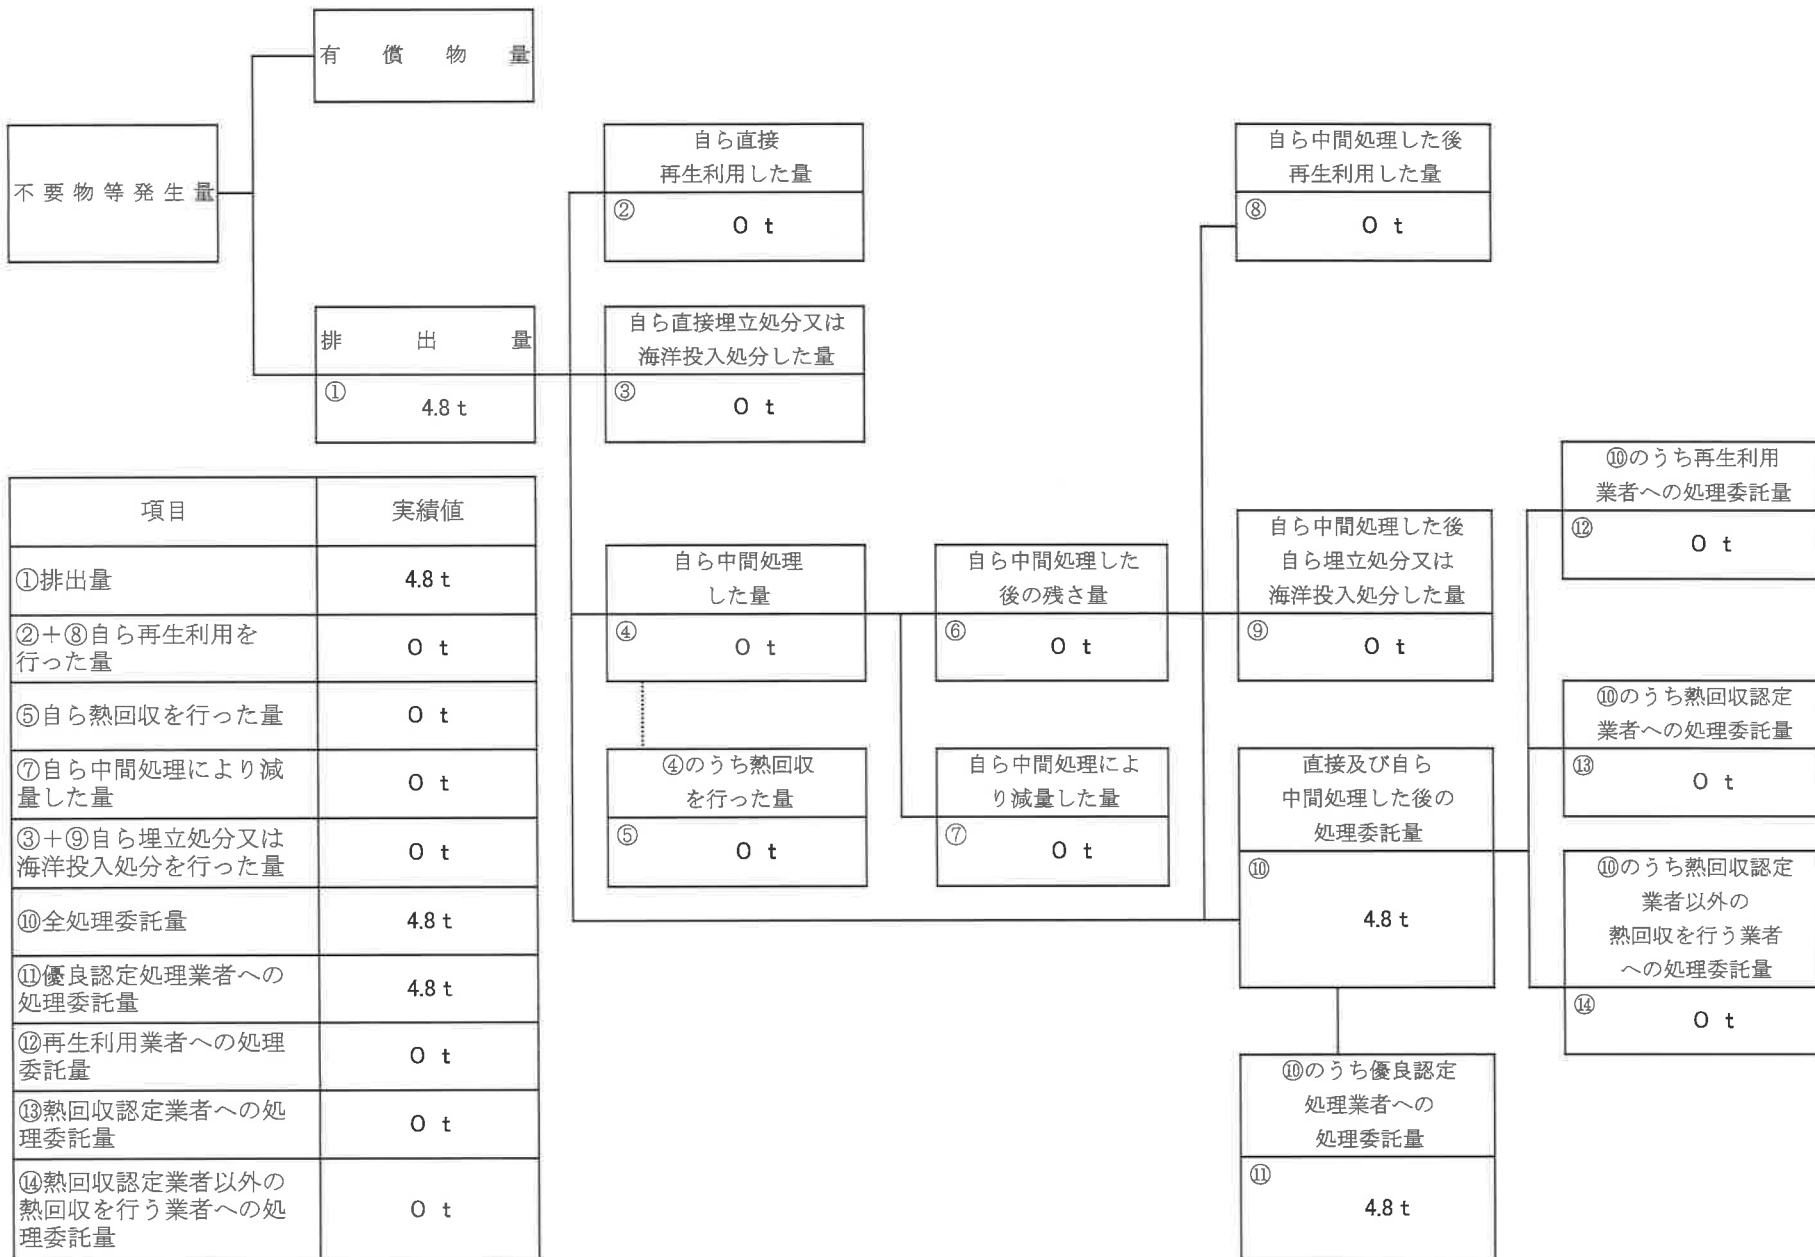 有償物量
不要物等発生量
排出量
① 4.8 t
自ら直接
再生利用した量
② 0 t
自ら直接埋立処分又は
海洋投入処分した量
③ 0 t
自ら中間処理した後
再生利用した量
⑧ 0 t
自ら中間処理
した量
④ 0 t
④のうち熱回収
を行った量
⑤ 0 t
自ら中間処理した
後の残さ量
⑥ 0 t
自ら中間処理によ
り減量した量
⑦ 0 t
自ら中間処理した後
自ら埋立処分又は
海洋投入処分した量
⑨ 0 t
直接及び自ら
中間処理した後の
処理委託量
⑩ 4.8 t
⑩のうち優良認定
処理業者への
処理委託量
⑪ 4.8 t
⑩のうち再生利用
業者への処理委託量
⑫ 0 t
⑩のうち熱回収認定
業者への処理委託量
⑬ 0 t
⑩のうち熱回収認定
業者以外の
熱回収を行う業者
への処理委託量
⑭ 0 t
項目 実績値
①排出量 4.8 t
②+⑧自ら再生利用を
行った量 0 t
⑤自ら熱回収を行った量 0 t
⑦自ら中間処理により減
量した量 0 t
③+⑨自ら埋立処分又は
海洋投入処分を行った量 0 t
⑩全処理委託量 4.8 t
⑪優良認定処理業者への
処理委託量 4.8 t
⑫再生利用業者への処理
委託量 0 t
⑬熱回収認定業者への処
理委託量 0 t
⑭熱回収認定業者以外の
熱回収を行う業者への処
理委託量 0 t